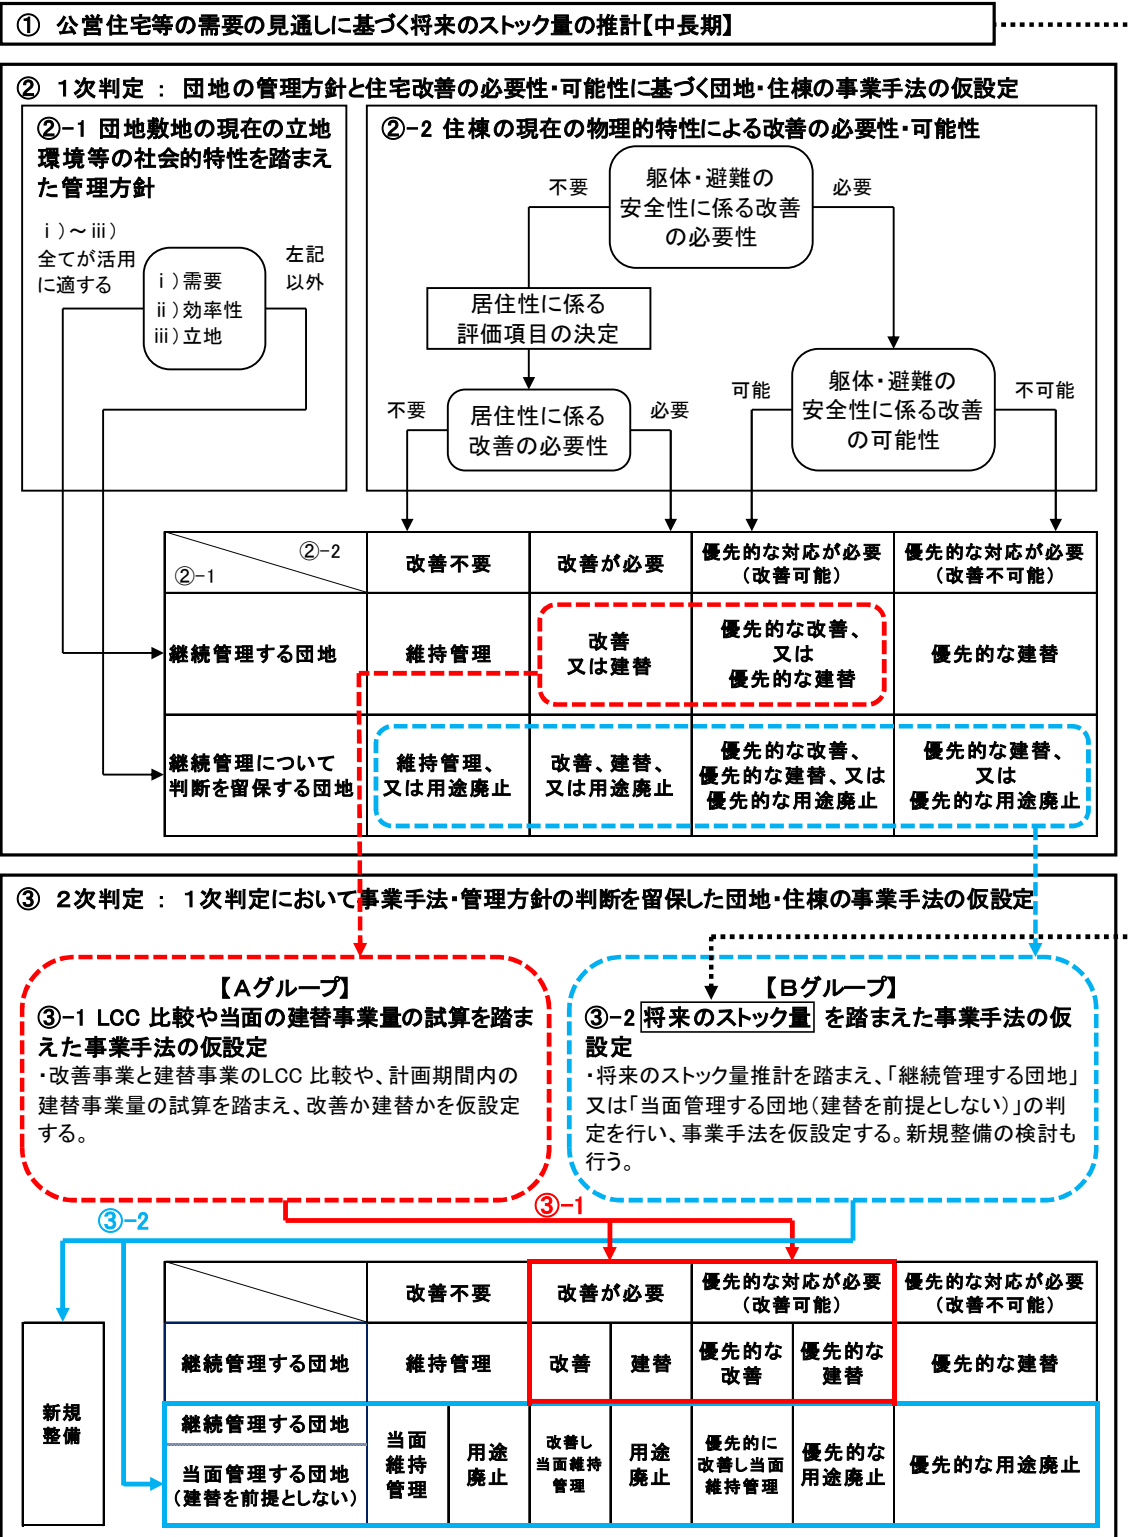 ① 公営住宅等の需要の見通しに基づく将来のストック量の推計【中長期】
② 1次判定 : 団地の管理方針と住宅改善の必要性・可能性に基づく団地・住棟の事業手法の仮設定
②-1 団地敷地の現在の立地
環境等の社会的特性を踏まえ
た管理方針
ⅰ)～ⅲ)
全てが活用
に適する
ⅰ)需要
ⅱ)効率性
ⅲ)立地
左記
以外
②-2 住棟の現在の物理的特性による改善の必要性・可能性
不要
躯体・避難の
安全性に係る改善
の必要性
必要
居住性に係る
評価項目の決定
不要
居住性に係る
改善の必要性
必要
可能
躯体・避難の
安全性に係る改善
の可能性
不可能
②-2
②-1
改善不要
改善が必要
優先的な対応が必要
(改善可能)
優先的な対応が必要
(改善不可能)
継続管理する団地
維持管理
改善
又は建替
優先的な改善、
又は
優先的な建替
優先的な建替
継続管理について
判断を留保する団地
維持管理、
又は用途廃止
改善、建替、
又は用途廃止
優先的な改善、
優先的な建替、又は
優先的な用途廃止
優先的な建替、
又は
優先的な用途廃止
③ 2次判定 : 1次判定において事業手法・管理方針の判断を留保した団地・住棟の事業手法の仮設定
【Aグループ】
③-1 LCC 比較や当面の建替事業量の試算を踏ま
えた事業手法の仮設定
・改善事業と建替事業のLCC 比較や、計画期間内の
建替事業量の試算を踏まえ、改善か建替かを仮設定
する。
【Bグループ】
③-2 将来のストック量 を踏まえた事業手法の仮
設定
・将来のストック量推計を踏まえ、「継続管理する団地」
又は「当面管理する団地(建替を前提としない)」の判
定を行い、事業手法を仮設定する。新規整備の検討も
行う。
③-1
③-2
改善不要
改善が必要
優先的な対応が必要
(改善可能)
優先的な対応が必要
(改善不可能)
継続管理する団地
維持管理
改善
建替
優先的な
改善
優先的な
建替
優先的な建替
新規
整備
継続管理する団地
当面管理する団地
(建替を前提としない)
当面
維持
管理
用途
廃止
改善し
当面維持
管理
用途
廃止
優先的に
改善し当面
維持管理
優先的な
用途廃止
優先的な用途廃止